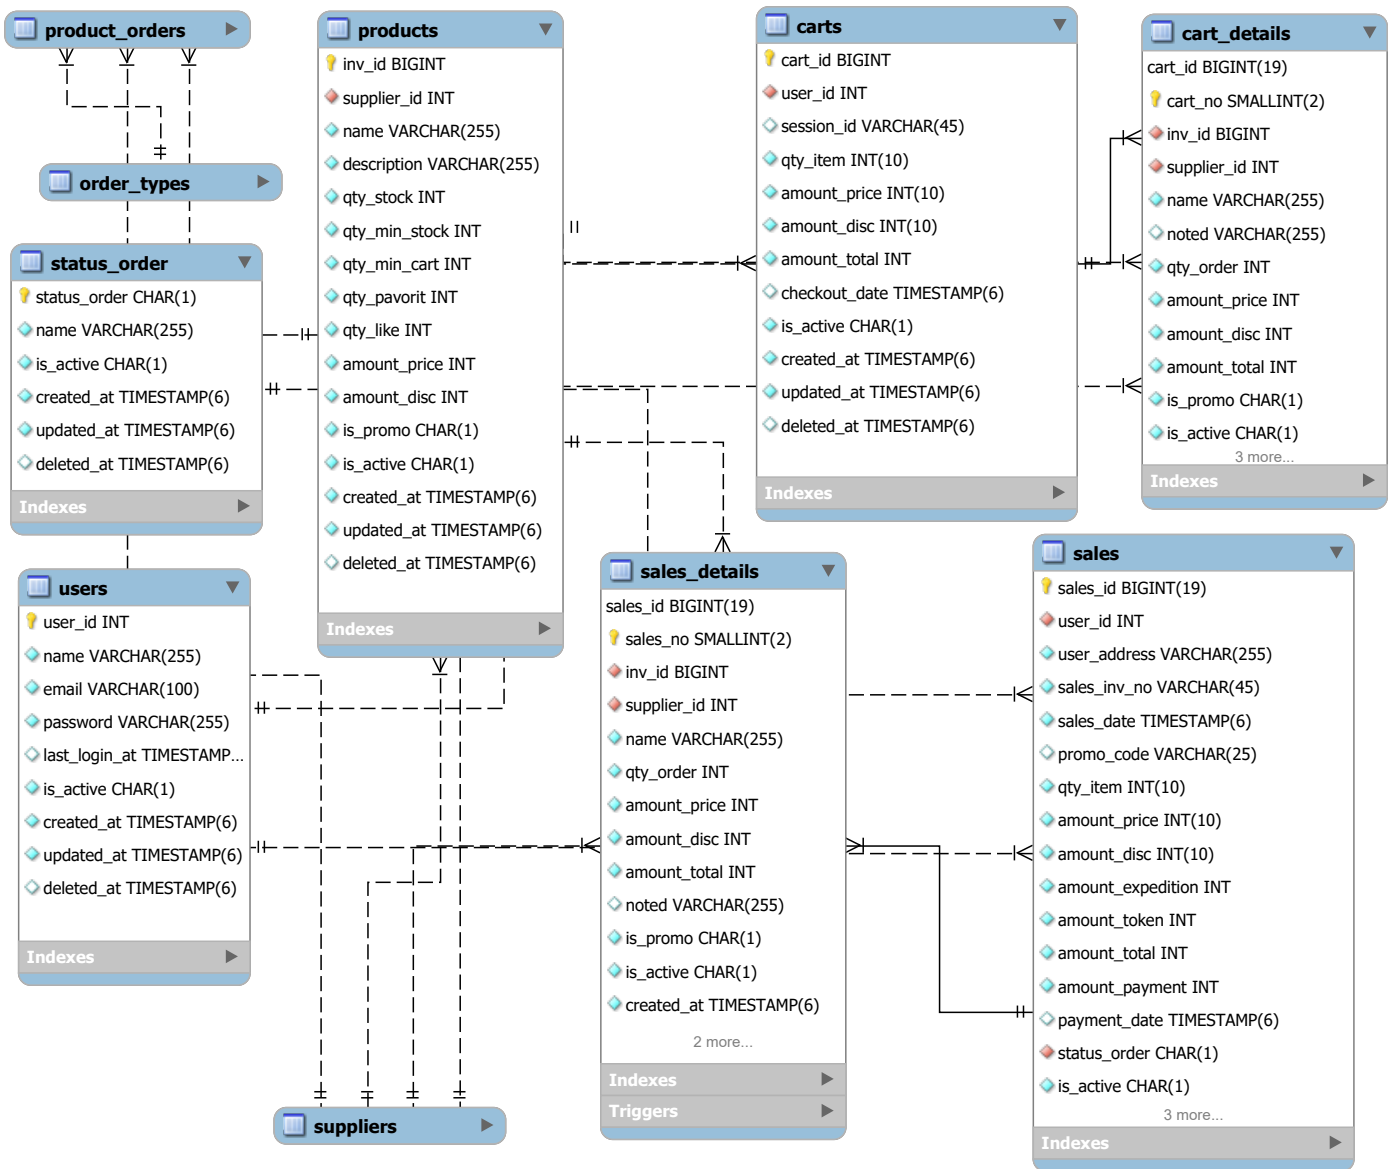 product_orders
order_types
status_order
status_order CHAR(1)
name VARCHAR(255)
is_active CHAR(1)
created_at TIMESTAMP(6)
updated_at TIMESTAMP(6)
deleted_at TIMESTAMP(6)
Indexes
users
user_id INT
name VARCHAR(255)
email VARCHAR(100)
password VARCHAR(255)
last_login_at TIMESTAMP...
is_active CHAR(1)
created_at TIMESTAMP(6)
updated_at TIMESTAMP(6)
deleted_at TIMESTAMP(6)
Indexes
products
inv_id BIGINT
supplier_id INT
name VARCHAR(255)
description VARCHAR(255)
qty_stock INT
qty_min_stock INT
qty_min_cart INT
qty_pavorit INT
qty_like INT
amount_price INT
amount_disc INT
is_promo CHAR(1)
is_active CHAR(1)
created_at TIMESTAMP(6)
updated_at TIMESTAMP(6)
deleted_at TIMESTAMP(6)
Indexes
suppliers
carts
cart_id BIGINT
user_id INT
session_id VARCHAR(45)
qty_item INT(10)
amount_price INT(10)
amount_disc INT(10)
amount_total INT
checkout_date TIMESTAMP(6)
is_active CHAR(1)
created_at TIMESTAMP(6)
updated_at TIMESTAMP(6)
deleted_at TIMESTAMP(6)
Indexes
cart_details
cart_id BIGINT(19)
cart_no SMALLINT(2)
inv_id BIGINT
supplier_id INT
name VARCHAR(255)
noted VARCHAR(255)
qty_order INT
amount_price INT
amount_disc INT
amount_total INT
is_promo CHAR(1)
is_active CHAR(1)
3 more...
Indexes
sales_details
sales_id BIGINT(19)
sales_no SMALLINT(2)
inv_id BIGINT
supplier_id INT
name VARCHAR(255)
qty_order INT
amount_price INT
amount_disc INT
amount_total INT
noted VARCHAR(255)
is_promo CHAR(1)
is_active CHAR(1)
created_at TIMESTAMP(6)
2 more...
Indexes
Triggers
sales
sales_id BIGINT(19)
user_id INT
user_address VARCHAR(255)
sales_inv_no VARCHAR(45)
sales_date TIMESTAMP(6)
promo_code VARCHAR(25)
qty_item INT(10)
amount_price INT(10)
amount_disc INT(10)
amount_expedition INT
amount_token INT
amount_total INT
amount_payment INT
payment_date TIMESTAMP(6)
status_order CHAR(1)
is_active CHAR(1)
3 more...
Indexes